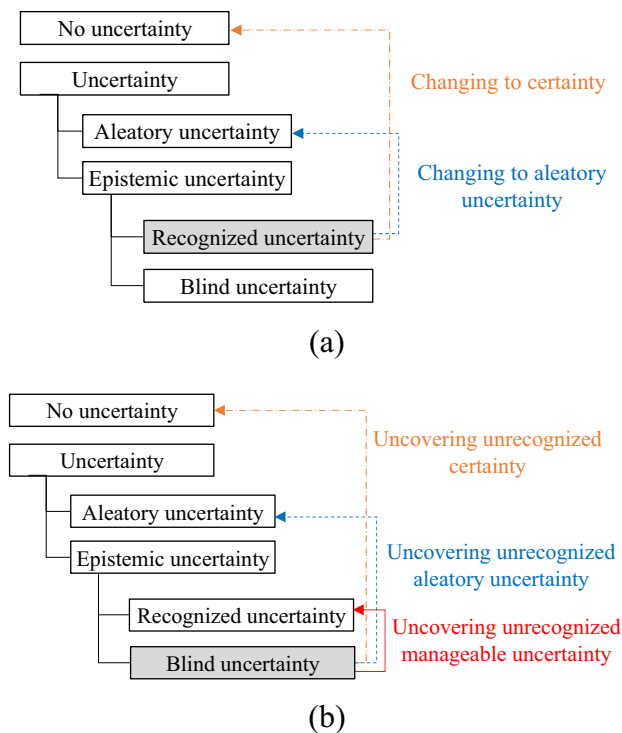 No uncertainty
Uncertainty
Changing to certainty
Aleatory uncertainty
Epistemic uncertainty
Changing to aleatory
uncertainty
Recognized uncertainty
Blind uncertainty
(a)
No uncertainty
Uncovering unrecognized
certainty
Uncertainty
Aleatory uncertainty
Epistemic uncertainty
Uncovering unrecognized
aleatory uncertainty
Recognized uncertainty
Uncovering unrecognized
manageable uncertainty
Blind uncertainty
(b)